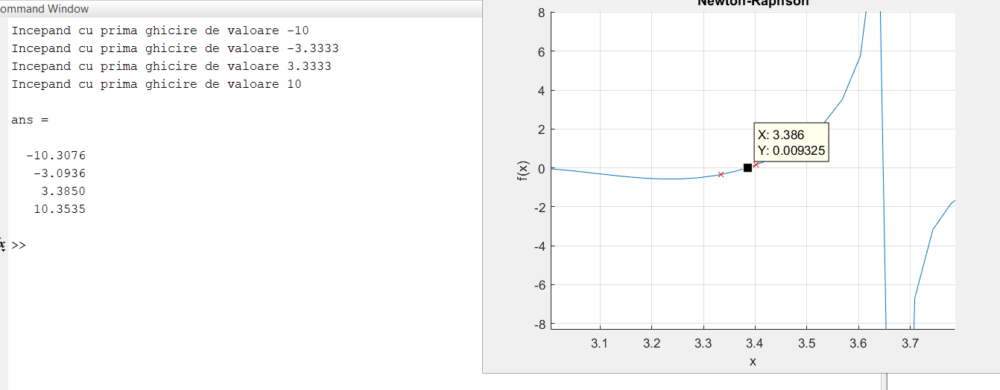 ommand Window
Incepand cu prima ghicire de valoare -10
Incepand cu prima ghicire de valoare -3.3333
Incepand cu prima ghicire de valoare 3.3333
Incepand cu prima ghicire de valoare 10
ans =
-10.3076
-3.0936
3.3850
10.3535
fx >>
Newton-Raphson
8
6
4
2
0
-2
-4
-6
-8
f(x)
X: 3.386
Y: 0.009325
3.1 3.2 3.3 3.4 3.5 3.6 3.7
x